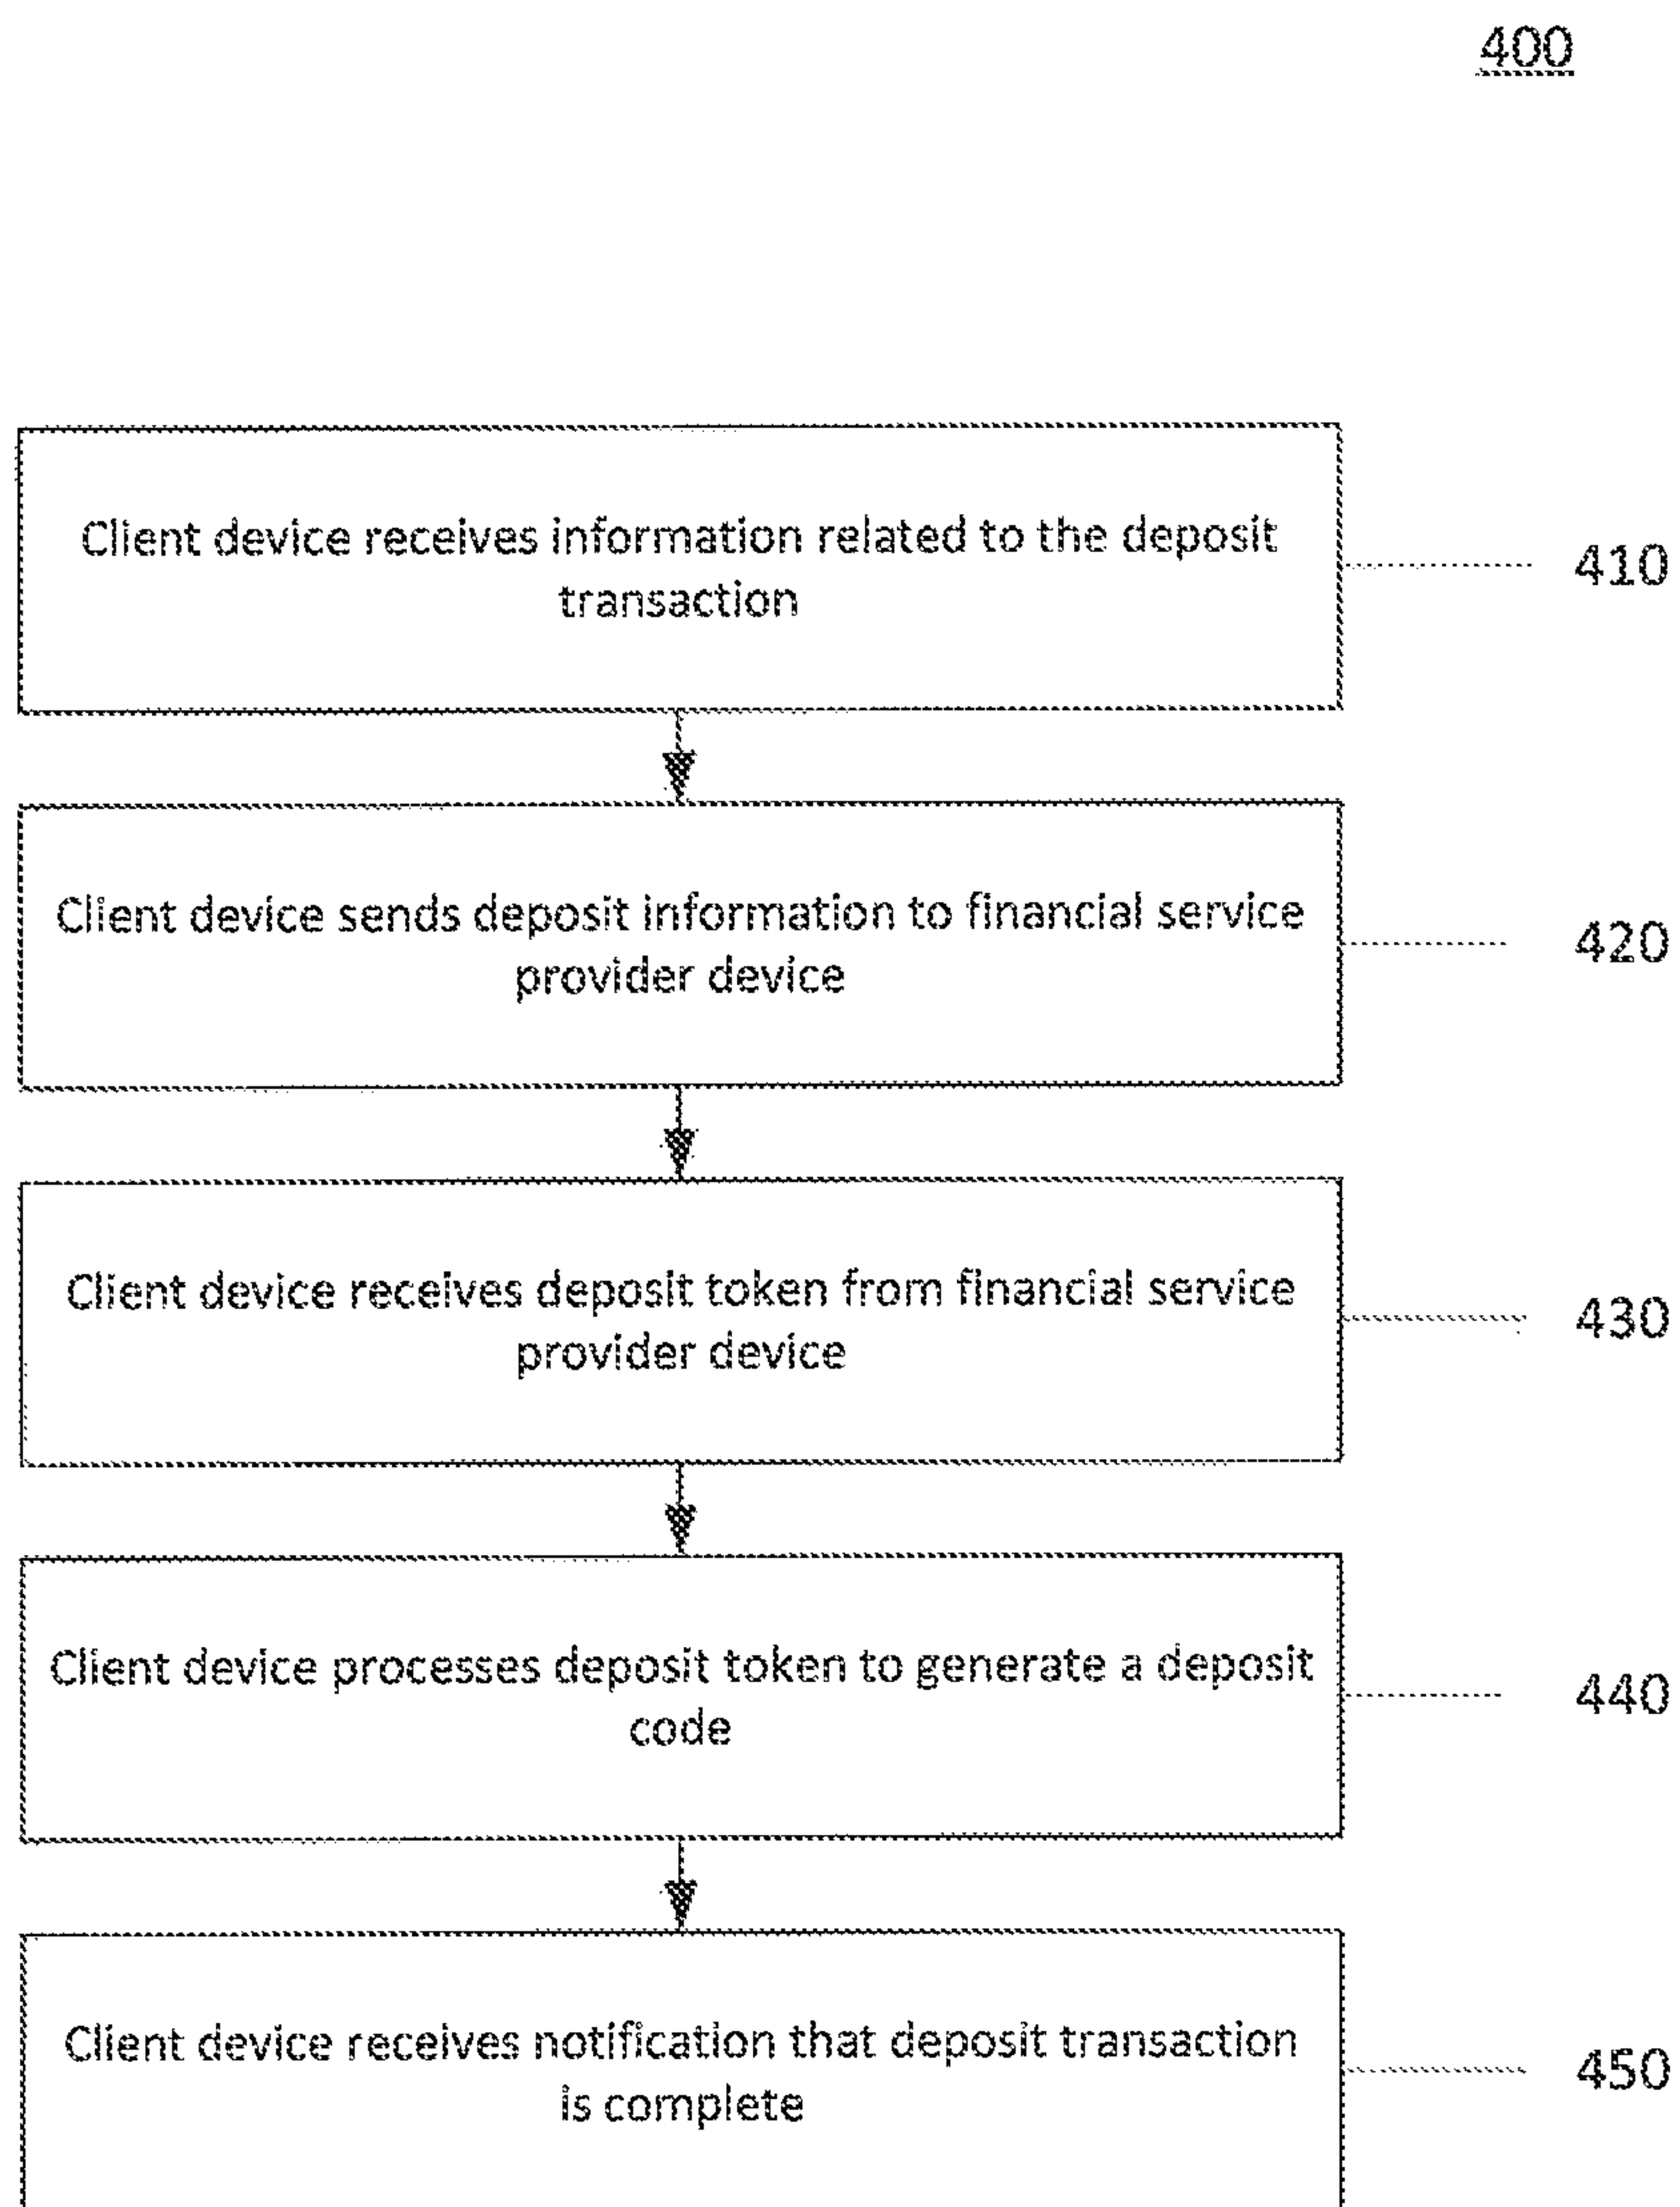 400
Client device receives information related to the deposit
transaction
410
Client device sends deposit information to financial service
provider device
420
Client device receives deposit token from financial service
provider device
430
Client device processes deposit token to generate a deposit
code
440
Client device receives notification that deposit transaction
is complete
450